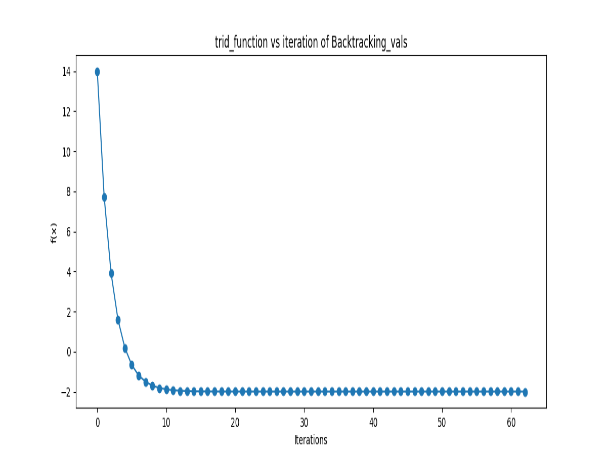 trid_function vs iteration of Backtracking_vals
14
12
10
8
6
4
2
0
−2
f(x)
0 10 20 30 40 50 60
Iterations